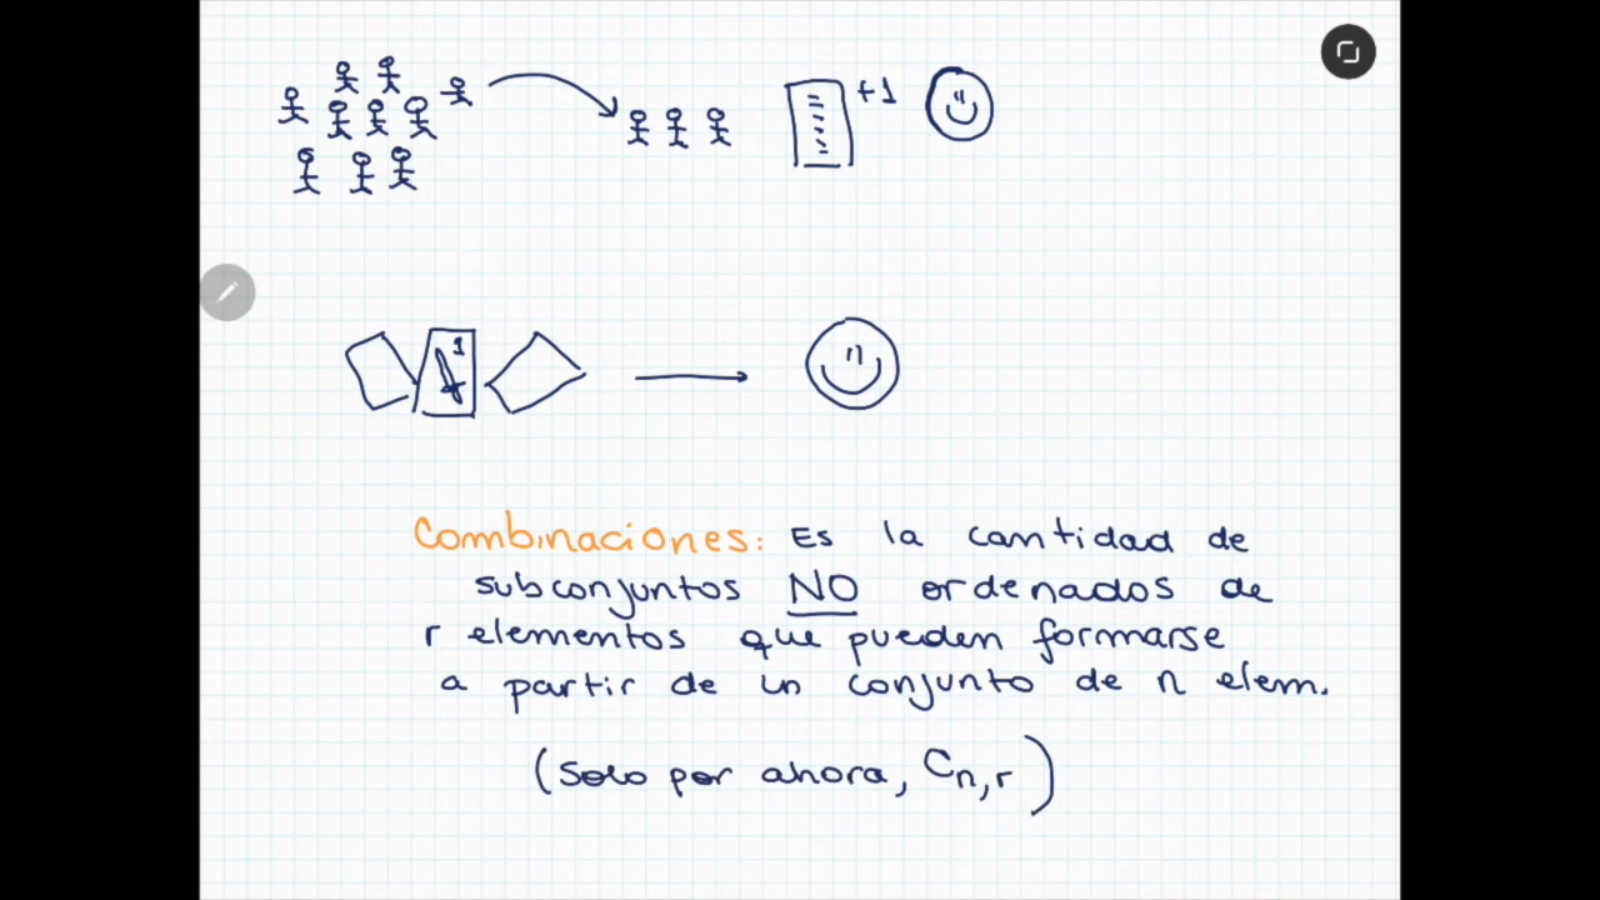 +1
1
Combinaciones: Es la cantidad de
subconjuntos NO ordenados de
r elementos que pueden formarse
a partir de un conjunto de n elem.
(Solo por ahora, Cn,r)